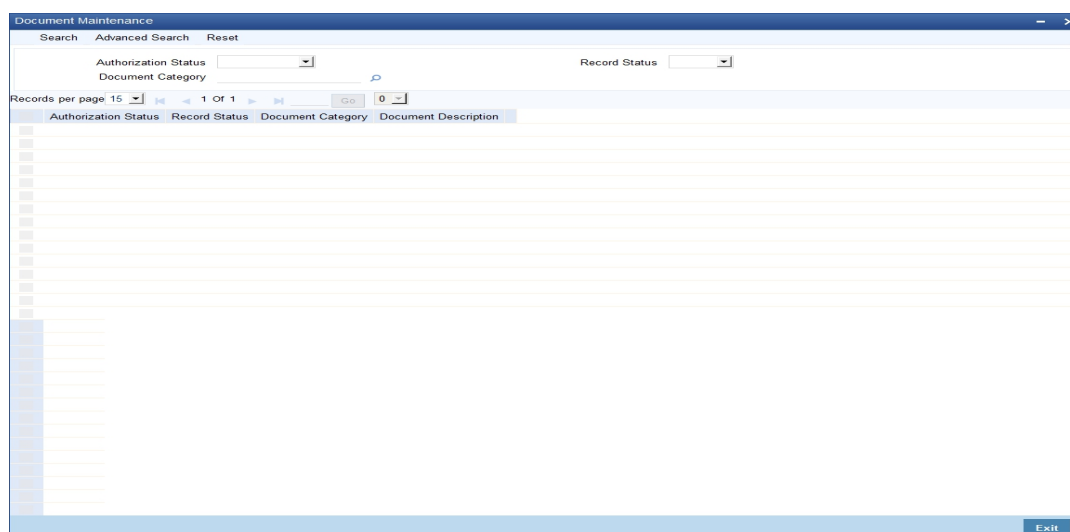 Document Maintenance
Search Advanced Search Reset
Authorization Status Record Status
Document Category
Records per page 15 1 Of 1 Go 0
Authorization Status Record Status Document Category Document Description
Exit